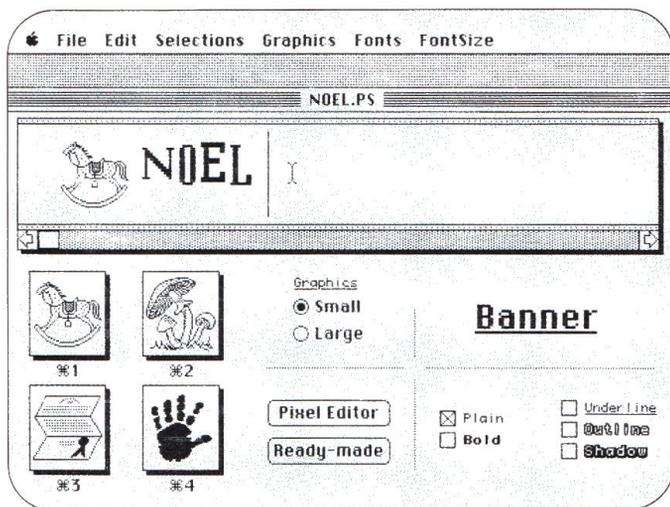 File Edit Selections Graphics Fonts FontSize
NOEL.PS
NOEL
Graphics
Small
Large
Banner
⌘1 ⌘2
Pixel Editor
Ready-made
Plain
Bold
Underline
Outline
Shadow
⌘3 ⌘4